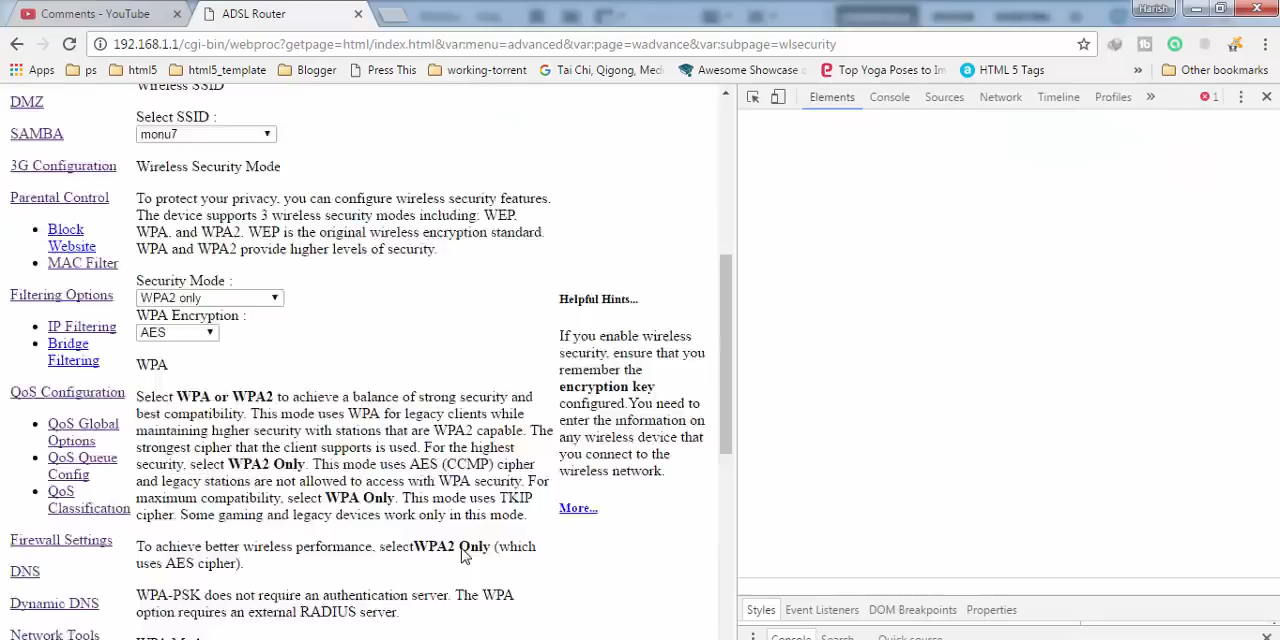 Comments - YouTube
ADSL Router
Harish
192.168.1.1/cgi-bin/webproc?getpage=html/index.html&var:menu=advanced&var:page=wadvance&var:subpage=wlsecurity
Apps
ps
html5
html5_template
Blogger
Press This
working-torrent
Tai Chi, Qigong, Med
Awesome Showcase
Top Yoga Poses to Im
HTML 5 Tags
»
Other bookmarks
DMZ
SAMBA
3G Configuration
Parental Control
• Block
Website
• MAC Filter
Filtering Options
• IP Filtering
• Bridge
Filtering
QoS Configuration
• QoS Global
Options
• QoS Queue
Config
• QoS
Classification
Firewall Settings
DNS
Dynamic DNS
Network Tools
Wireless SSID
Select SSID :
monu7
Wireless Security Mode
To protect your privacy, you can configure wireless security features.
The device supports 3 wireless security modes including: WEP,
WPA, and WPA2. WEP is the original wireless encryption standard.
WPA and WPA2 provide higher levels of security.
Security Mode :
WPA2 only
WPA Encryption :
AES
WPA
Select WPA or WPA2 to achieve a balance of strong security and
best compatibility. This mode uses WPA for legacy clients while
maintaining higher security with stations that are WPA2 capable. The
strongest cipher that the client supports is used. For the highest
security, select WPA2 Only. This mode uses AES (CCMP) cipher
and legacy stations are not allowed to access with WPA security. For
maximum compatibility, select WPA Only. This mode uses TKIP
cipher. Some gaming and legacy devices work only in this mode.
To achieve better wireless performance, selectWPA2 Only (which
uses AES cipher).
WPA-PSK does not require an authentication server. The WPA
option requires an external RADIUS server.
WPA Mode
Helpful Hints...
If you enable wireless
security, ensure that you
remember the
encryption key
configured.You need to
enter the information on
any wireless device that
you connect to the
wireless network.
More...
Elements
Console
Sources
Network
Timeline
Profiles
»
1
Styles
Event Listeners
DOM Breakpoints
Properties
Console
Search
Quick source